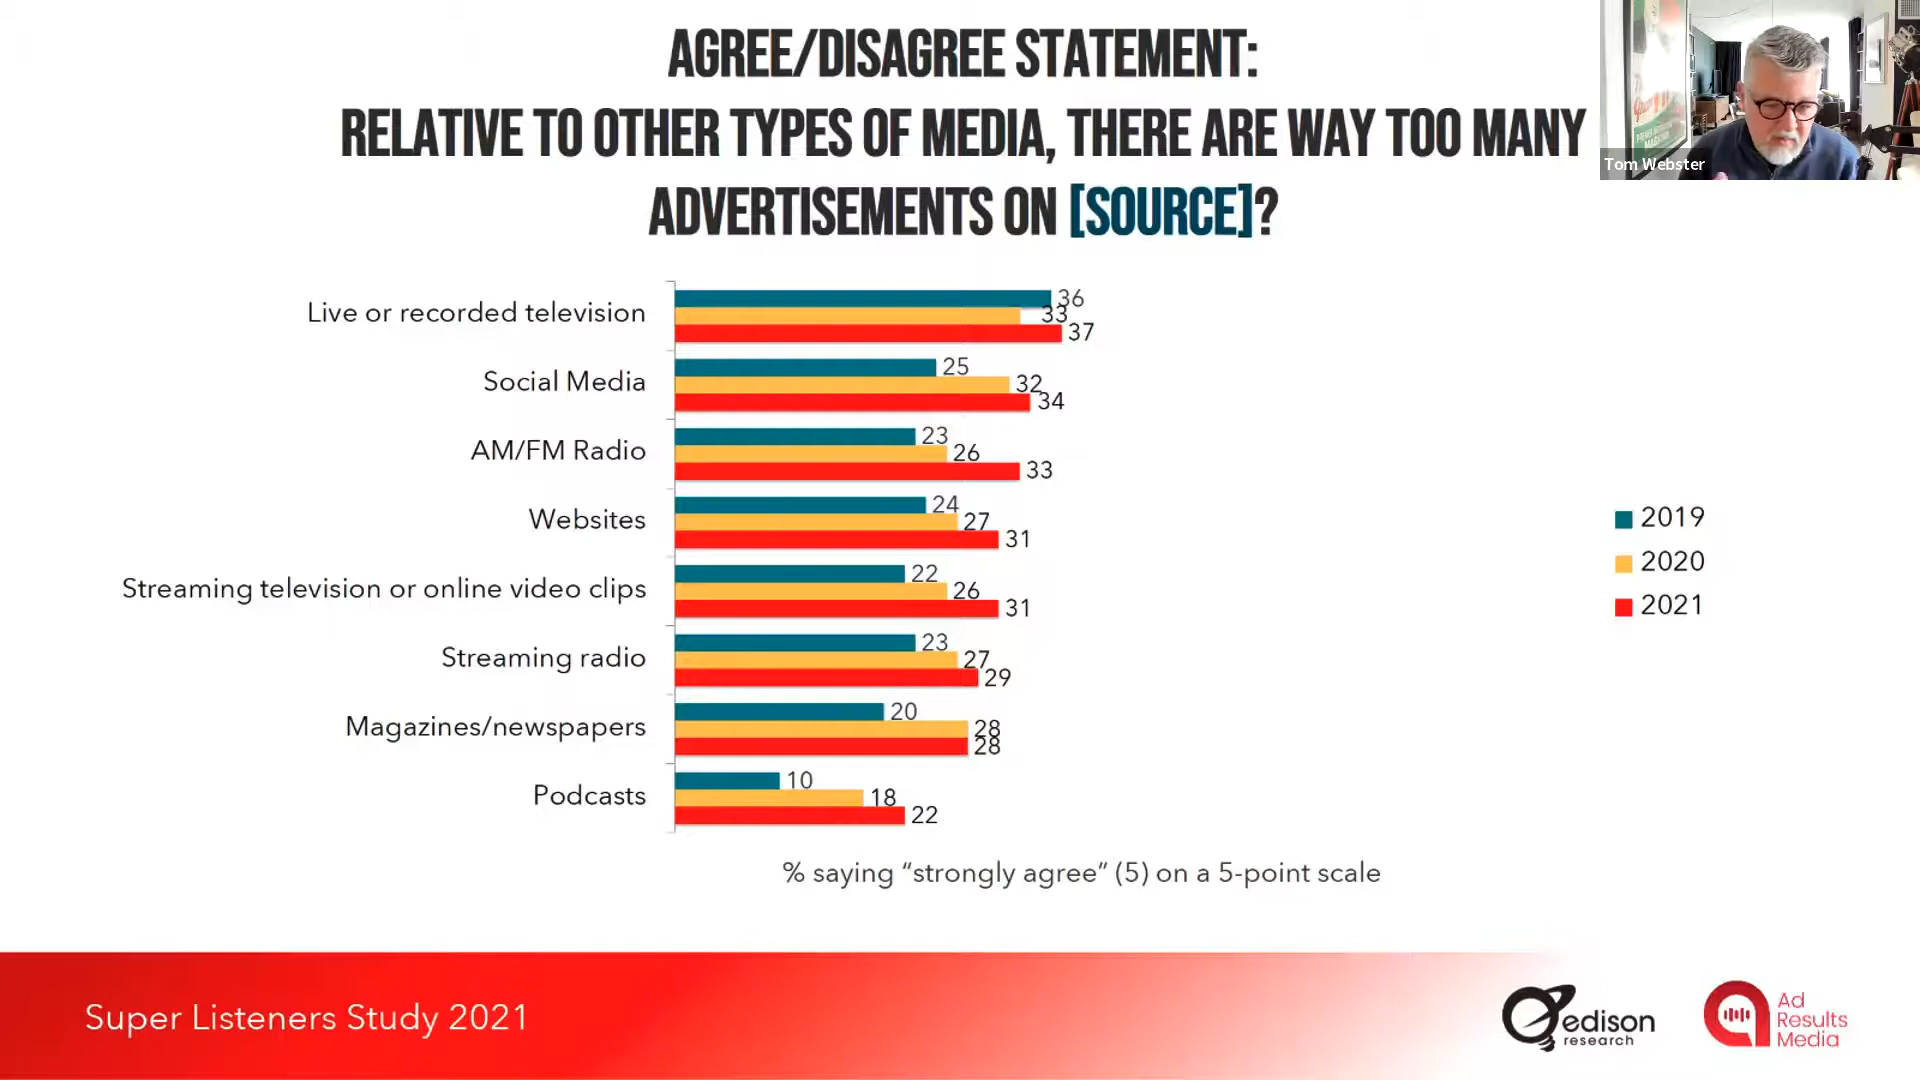 AGREE/DISAGREE STATEMENT:
RELATIVE TO OTHER TYPES OF MEDIA, THERE ARE WAY TOO MANY
ADVERTISEMENTS ON [SOURCE]?
Tom Webster
Live or recorded television
36
33
37
Social Media
25
32
34
AM/FM Radio
23
26
33
Websites
24
27
31
Streaming television or online video clips
22
26
31
Streaming radio
23
27
29
Magazines/newspapers
20
28
28
Podcasts
10
18
22
2019
2020
2021
% saying “strongly agree” (5) on a 5-point scale
Super Listeners Study 2021
edison
research
Ad
Results
Media